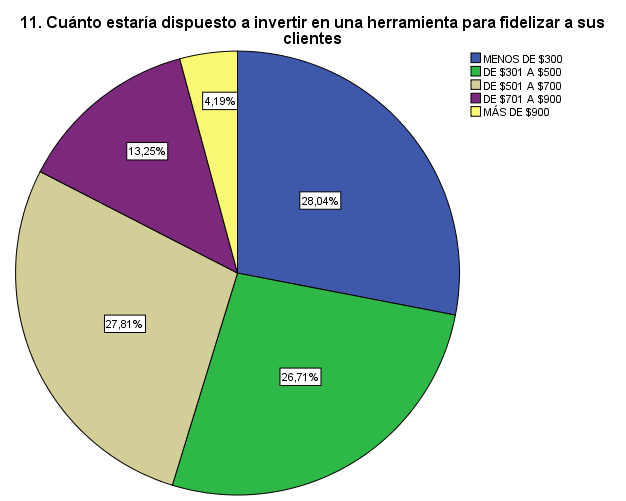 11. Cuánto estaría dispuesto a invertir en una herramienta para fidelizar a sus
clientes
MENOS DE $300
DE $301 A $500
DE $501 A $700
DE $701 A $900
MÁS DE $900
4,19%
13,25%
28,04%
27,81%
26,71%